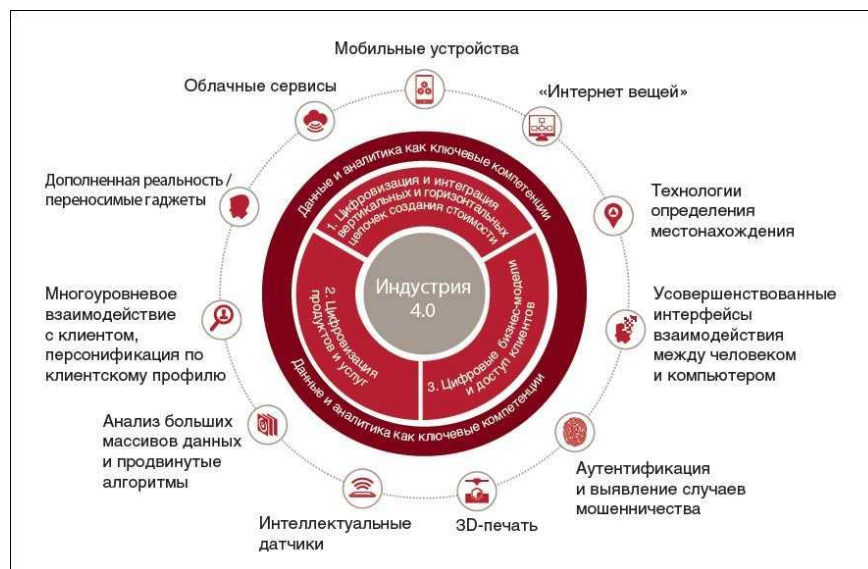 Мобильные устройства
Облачные сервисы
«Интернет вещей»
Дополненная реальность /
переносимые гаджеты
Технологии
определения
местонахождения
Многоуровневое
взаимодействие
с клиентом,
персонификация по
клиентскому профилю
Усовершенствованные
интерфейсы
взаимодействия
между человеком
и компьютером
Анализ больших
массивов данных
и продвинутые
алгоритмы
Аутентификация
и выявление случаев
мошенничества
Интеллектуальные
датчики
3D-печать
Данные и аналитика как ключевые компетенции
1. Цифровизация и интеграция
вертикальных и горизонтальных
цепочек создания стоимости
Индустрия
4.0
2. Цифровизация
продуктов и услуг
3. Цифровые бизнес-модели
и доступ клиентов
Данные и аналитика как ключевые компетенции